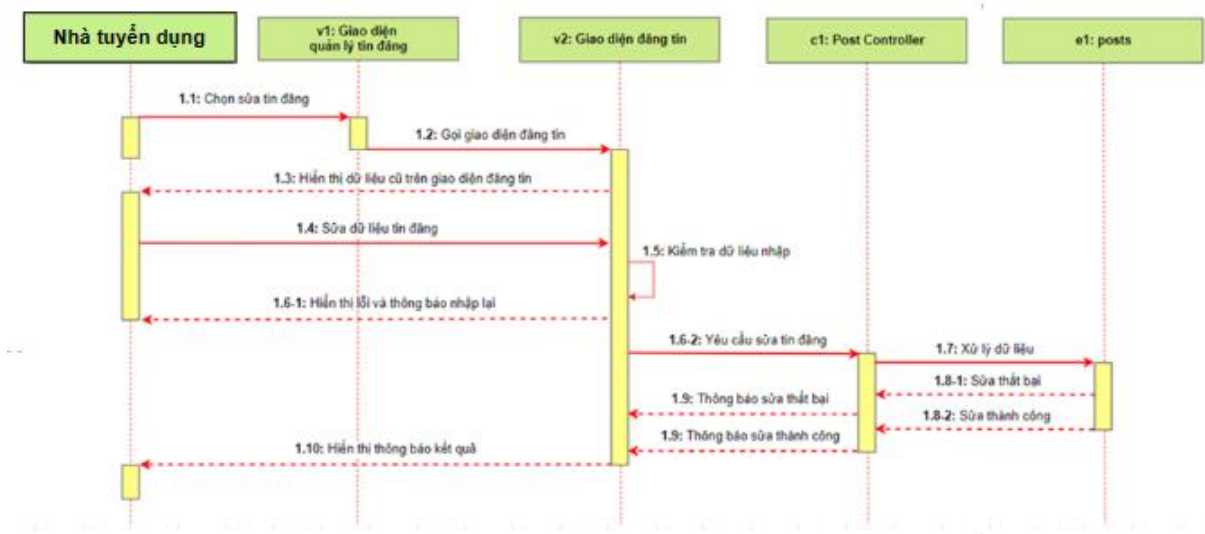 Nhà tuyển dụng
v1: Giao diện
quản lý tin đăng
v2: Giao diện đăng tin
c1: Post Controller
e1: posts
1.1: Chọn sửa tin đăng
1.2: Gọi giao diện đăng tin
1.3: Hiển thị dữ liệu cũ trên giao diện đăng tin
1.4: Sửa dữ liệu tin đăng
1.5: Kiểm tra dữ liệu nhập
1.6-1: Hiển thị lỗi và thông báo nhập lại
1.6-2: Yêu cầu sửa tin đăng
1.7: Xử lý dữ liệu
1.8-1: Sửa thất bại
1.9: Thông báo sửa thất bại
1.8-2: Sửa thành công
1.9: Thông báo sửa thành công
1.10: Hiển thị thông báo kết quả